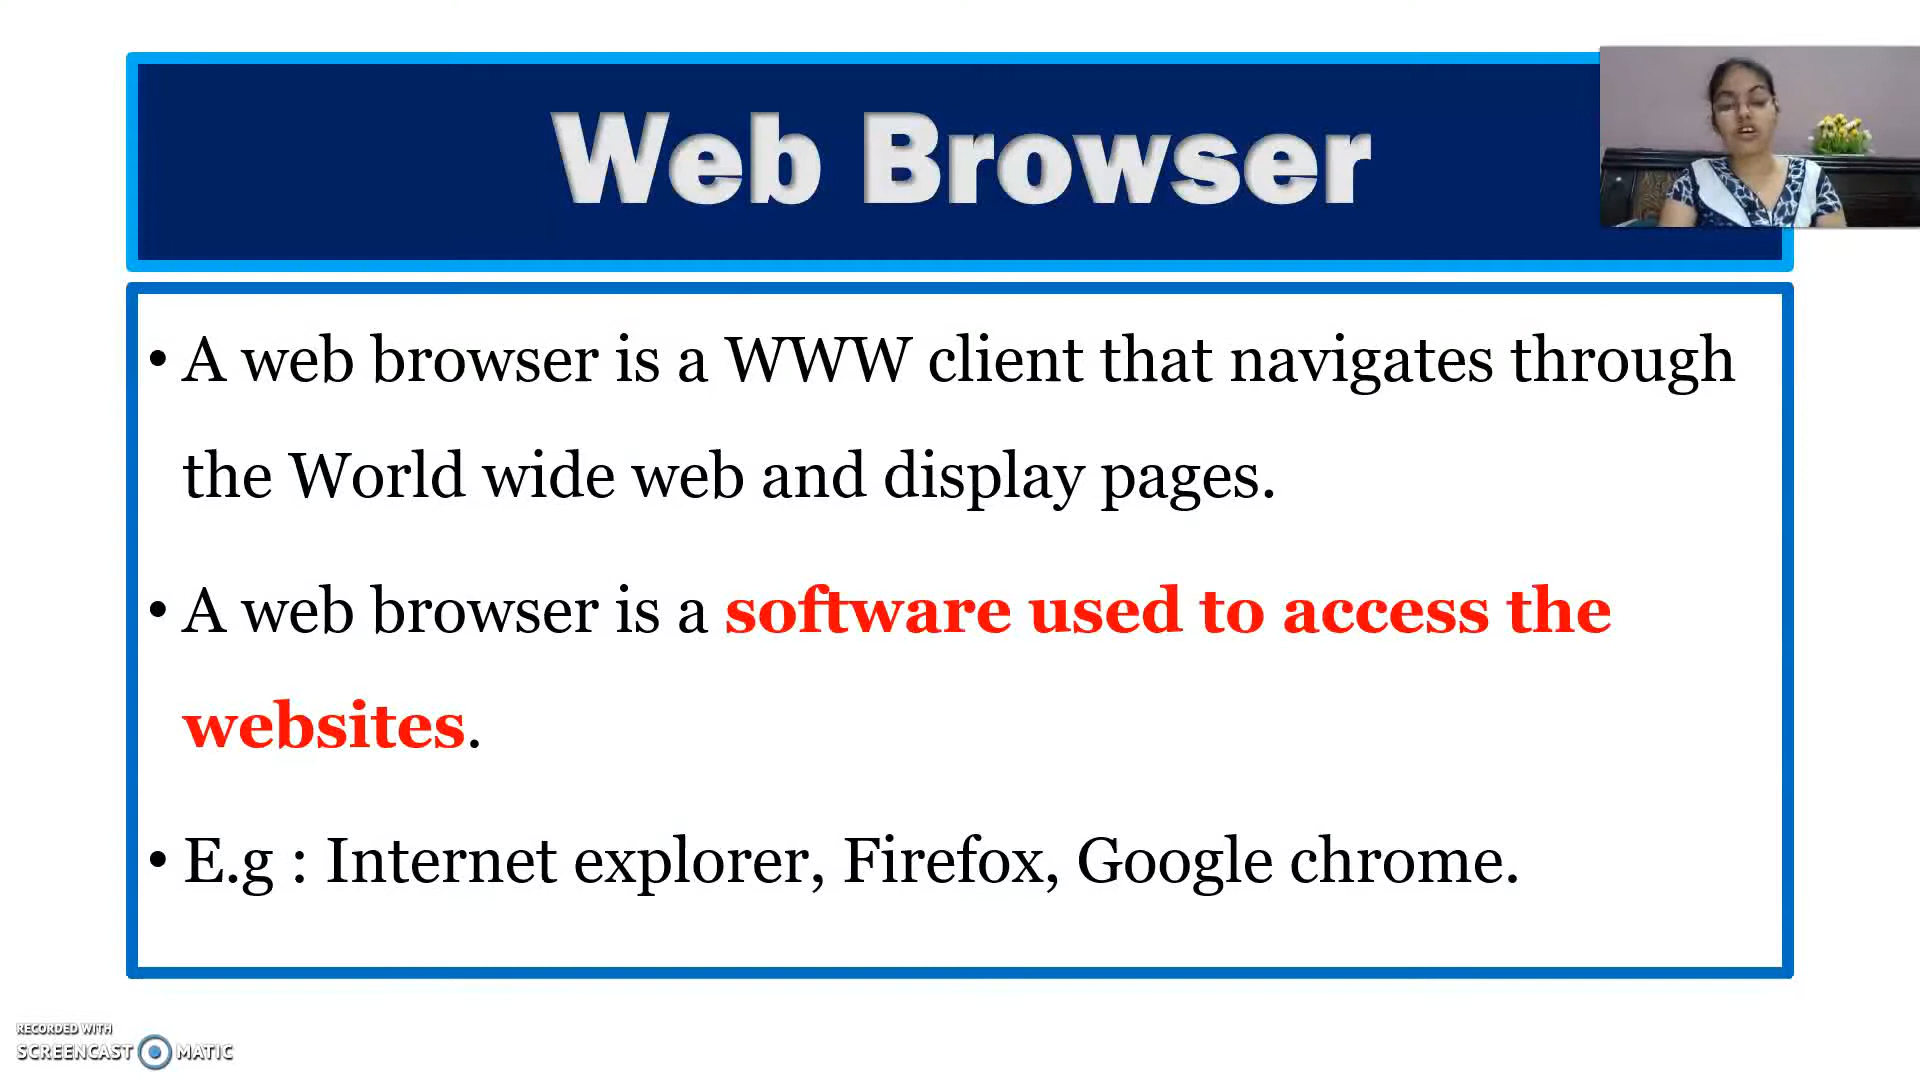 Web Browser
• A web browser is a WWW client that navigates through
the World wide web and display pages.
• A web browser is a software used to access the
websites.
• E.g : Internet explorer, Firefox, Google chrome.
RECORDED WITH
SCREENCAST MATIC